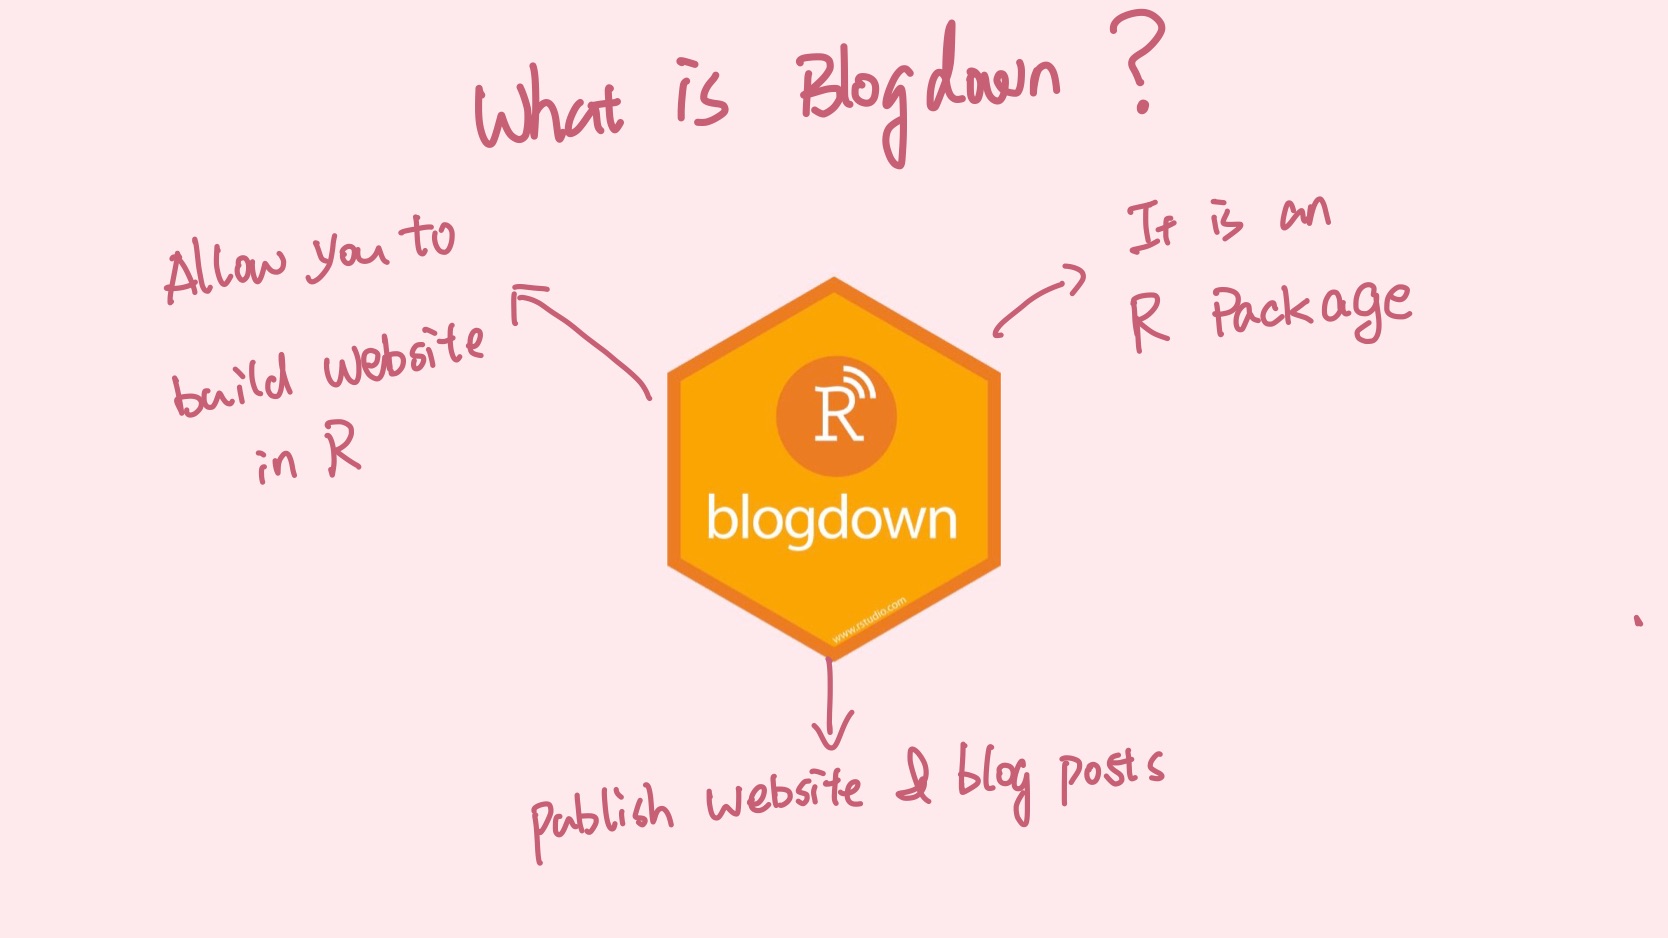 What is Blogdown ?
Allow you to
build website
in R
It is an
R Package
R
blogdown
www.rstudio.com
publish website & blog posts